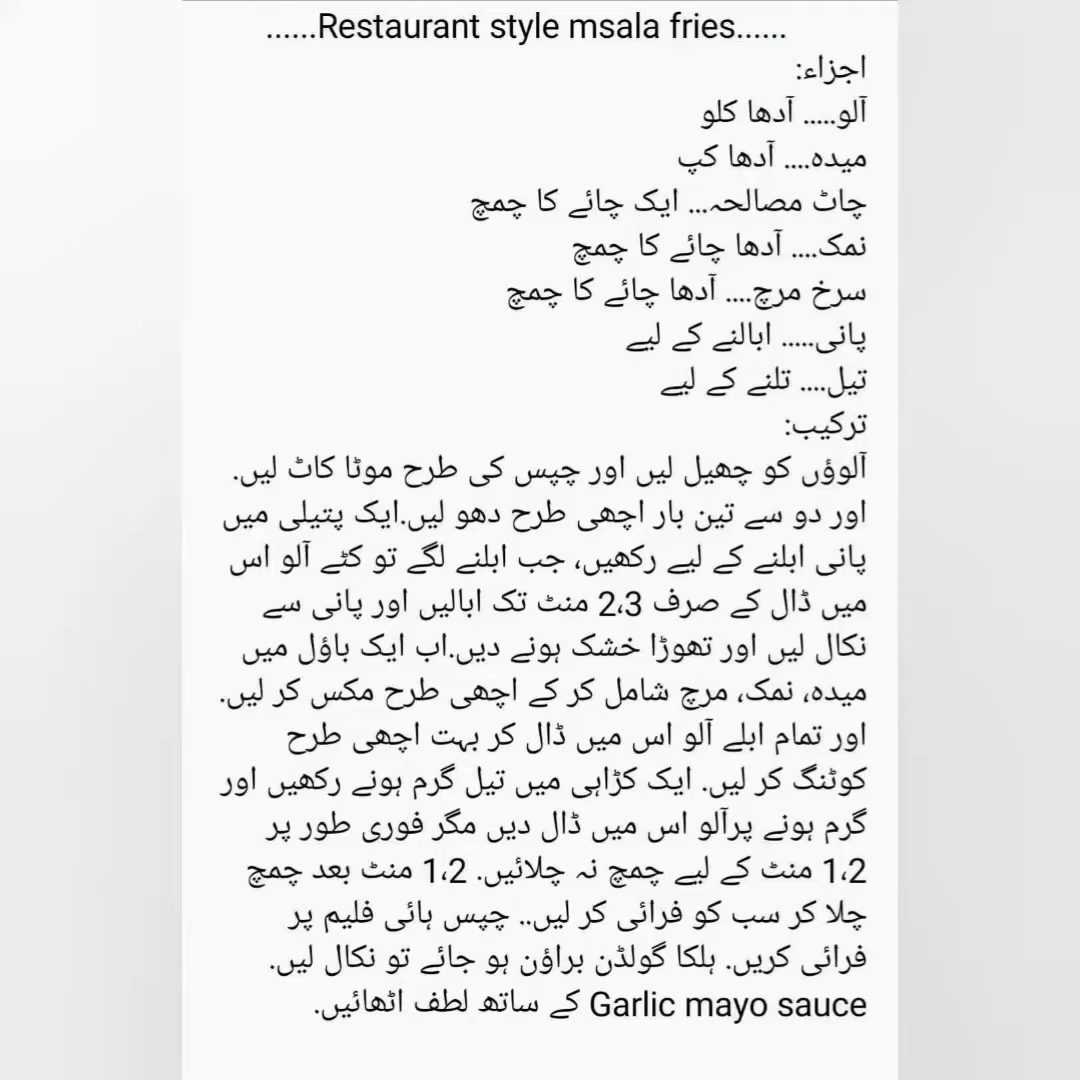 ......Restaurant style msala fries......
اجزاء:
آلو..... آدھا کلو
میدہ.... آدھا کپ
چاٹ مصالحہ... ایک چائے کا چمچ
نمک.... آدھا چائے کا چمچ
سرخ مرچ.... آدھا چائے کا چمچ
پانی..... ابالنے کے لیے
تیل.... تلنے کے لیے
ترکیب:
آلوؤں کو چھیل لیں اور چپس کی طرح موٹا کاٹ لیں.
اور دو سے تین بار اچھی طرح دھو لیں.ایک پتیلی میں
پانی ابلنے کے لیے رکھیں، جب ابلنے لگے تو کٹے آلو اس
میں ڈال کے صرف 2،3 منٹ تک ابالیں اور پانی سے
نکال لیں اور تھوڑا خشک ہونے دیں.اب ایک باؤل میں
میدہ، نمک، مرچ شامل کر کے اچھی طرح مکس کر لیں.
اور تمام ابلے آلو اس میں ڈال کر بہت اچھی طرح
کوٹنگ کر لیں. ایک کڑاہی میں تیل گرم ہونے رکھیں اور
گرم ہونے پرآلو اس میں ڈال دیں مگر فوری طور پر
1،2 منٹ کے لیے چمچ نہ چلائیں. 1،2 منٹ بعد چمچ
چلا کر سب کو فرائی کر لیں.. چپس ہائی فلیم پر
فرائی کریں. ہلکا گولڈن براؤن ہو جائے تو نکال لیں.
Garlic mayo sauce کے ساتھ لطف اٹھائیں.